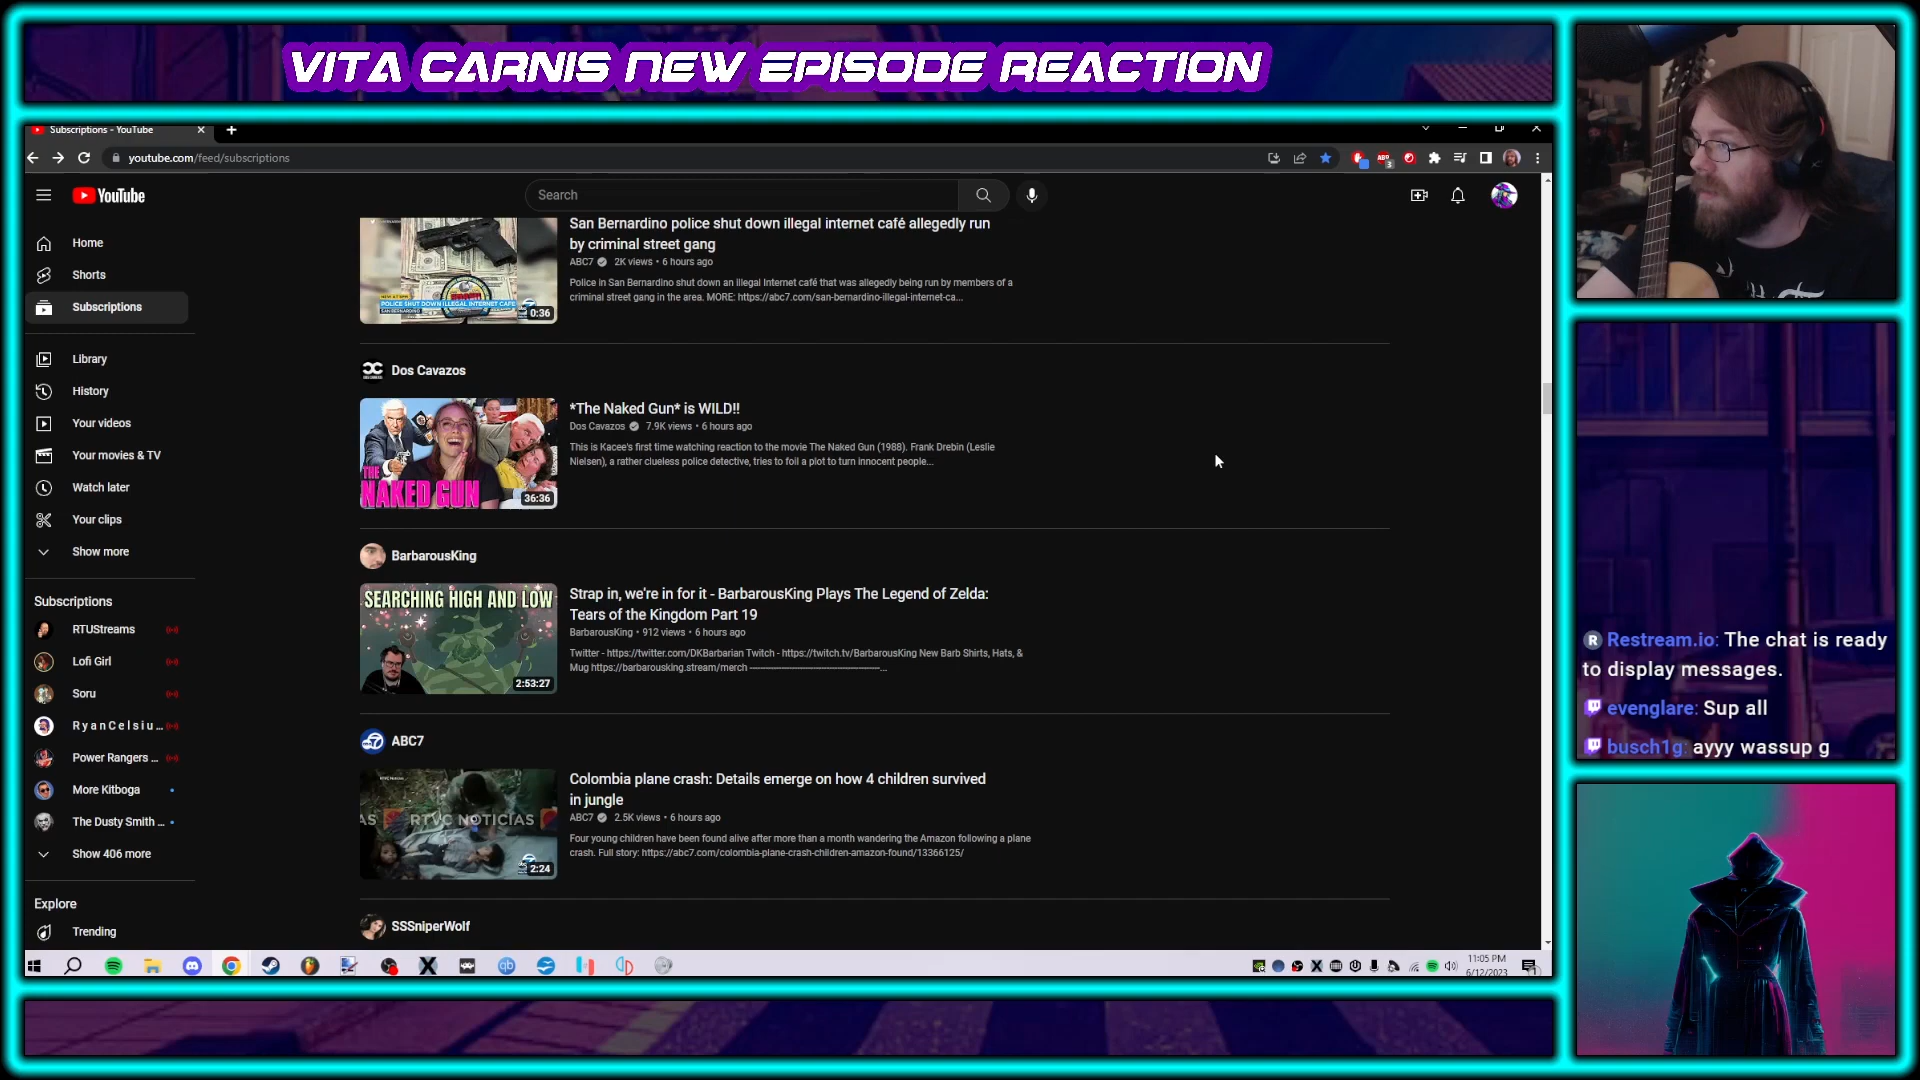 VITA CARNIS NEW EPISODE REACTION
Subscriptions - YouTube
youtube.com/feed/subscriptions
YouTube
Search
Home
Shorts
Subscriptions
Library
History
Your videos
Your movies & TV
Watch later
Your clips
Show more
Subscriptions
RTUStreams
Lofi Girl
Soru
R y a n C e l s i u ...
Power Rangers ...
More Kitboga
The Dusty Smith ...
Show 406 more
Explore
Trending
POLICE SHUT DOWN ILLEGAL INTERNET CAFE
SAN BERNARDINO
0:36
San Bernardino police shut down illegal internet café allegedly run
by criminal street gang
ABC7 2K views • 6 hours ago
Police in San Bernardino shut down an illegal Internet café that was allegedly being run by members of a
criminal street gang in the area. MORE: https://abc7.com/san-bernardino-illegal-internet-ca...
Dos Cavazos
THE
NAKED GUN
36:36
*The Naked Gun* is WILD!!
Dos Cavazos 7.9K views • 6 hours ago
This is Kacee's first time watching reaction to the movie The Naked Gun (1988). Frank Drebin (Leslie
Nielsen), a rather clueless police detective, tries to foil a plot to turn innocent people...
BarbarousKing
SEARCHING HIGH AND LOW
2:53:27
Strap in, we're in for it - BarbarousKing Plays The Legend of Zelda:
Tears of the Kingdom Part 19
BarbarousKing • 912 views • 6 hours ago
Twitter - https://twitter.com/DKBarbarian Twitch - https://twitch.tv/BarbarousKing New Barb Shirts, Hats, &
Mug https://barbarousking.stream/merch -----------------------------------------------...
ABC7
AS RTVC NOTICIAS
2:24
Colombia plane crash: Details emerge on how 4 children survived
in jungle
ABC7 2.5K views • 6 hours ago
Four young children have been found alive after more than a month wandering the Amazon following a plane
crash. Full story: https://abc7.com/colombia-plane-crash-children-amazon-found/13366125/
SSSniperWolf
11:05 PM
6/12/2023
Restream.io: The chat is ready
to display messages.
evenglare: Sup all
busch1g: ayyy wassup g